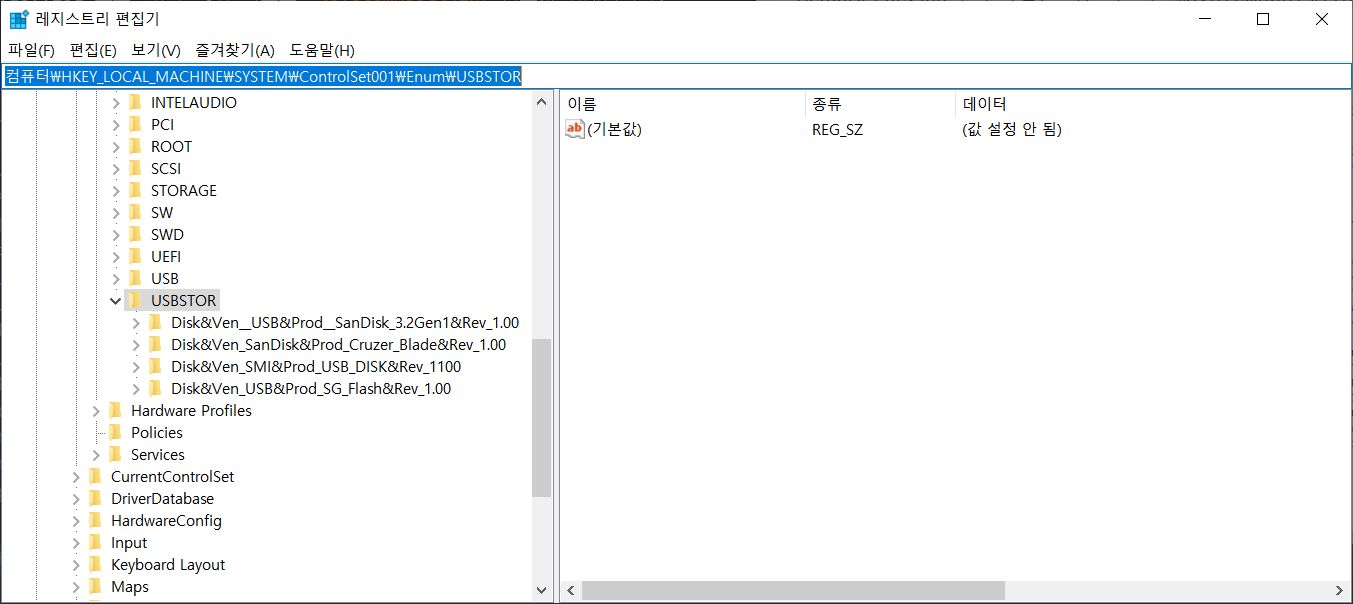 레지스트리 편집기
파일(F) 편집(E) 보기(V) 즐겨찾기(A) 도움말(H)
컴퓨터\HKEY_LOCAL_MACHINE\SYSTEM\ControlSet001\Enum\USBSTOR
INTELAUDIO
PCI
ROOT
SCSI
STORAGE
SW
SWD
UEFI
USB
USBSTOR
Disk&Ven__USB&Prod__SanDisk_3.2Gen1&Rev_1.00
Disk&Ven_SanDisk&Prod_Cruzer_Blade&Rev_1.00
Disk&Ven_SMI&Prod_USB_DISK&Rev_1100
Disk&Ven_USB&Prod_SG_Flash&Rev_1.00
Hardware Profiles
Policies
Services
CurrentControlSet
DriverDatabase
HardwareConfig
Input
Keyboard Layout
Maps
이름 종류 데이터
ab (기본값) REG_SZ (값 설정 안 됨)